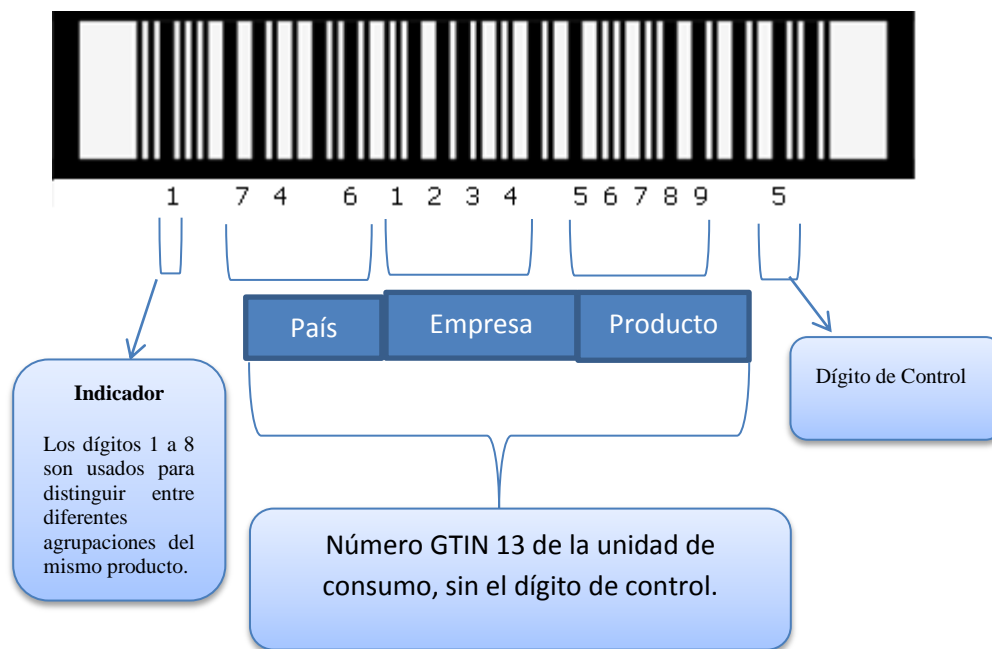 1 7 4 6 1 2 3 4 5 6 7 8 9 5
País Empresa Producto
Indicador
Los dígitos 1 a 8
son usados para
distinguir entre
diferentes
agrupaciones del
mismo producto.
Dígito de Control
Número GTIN 13 de la unidad de
consumo, sin el dígito de control.